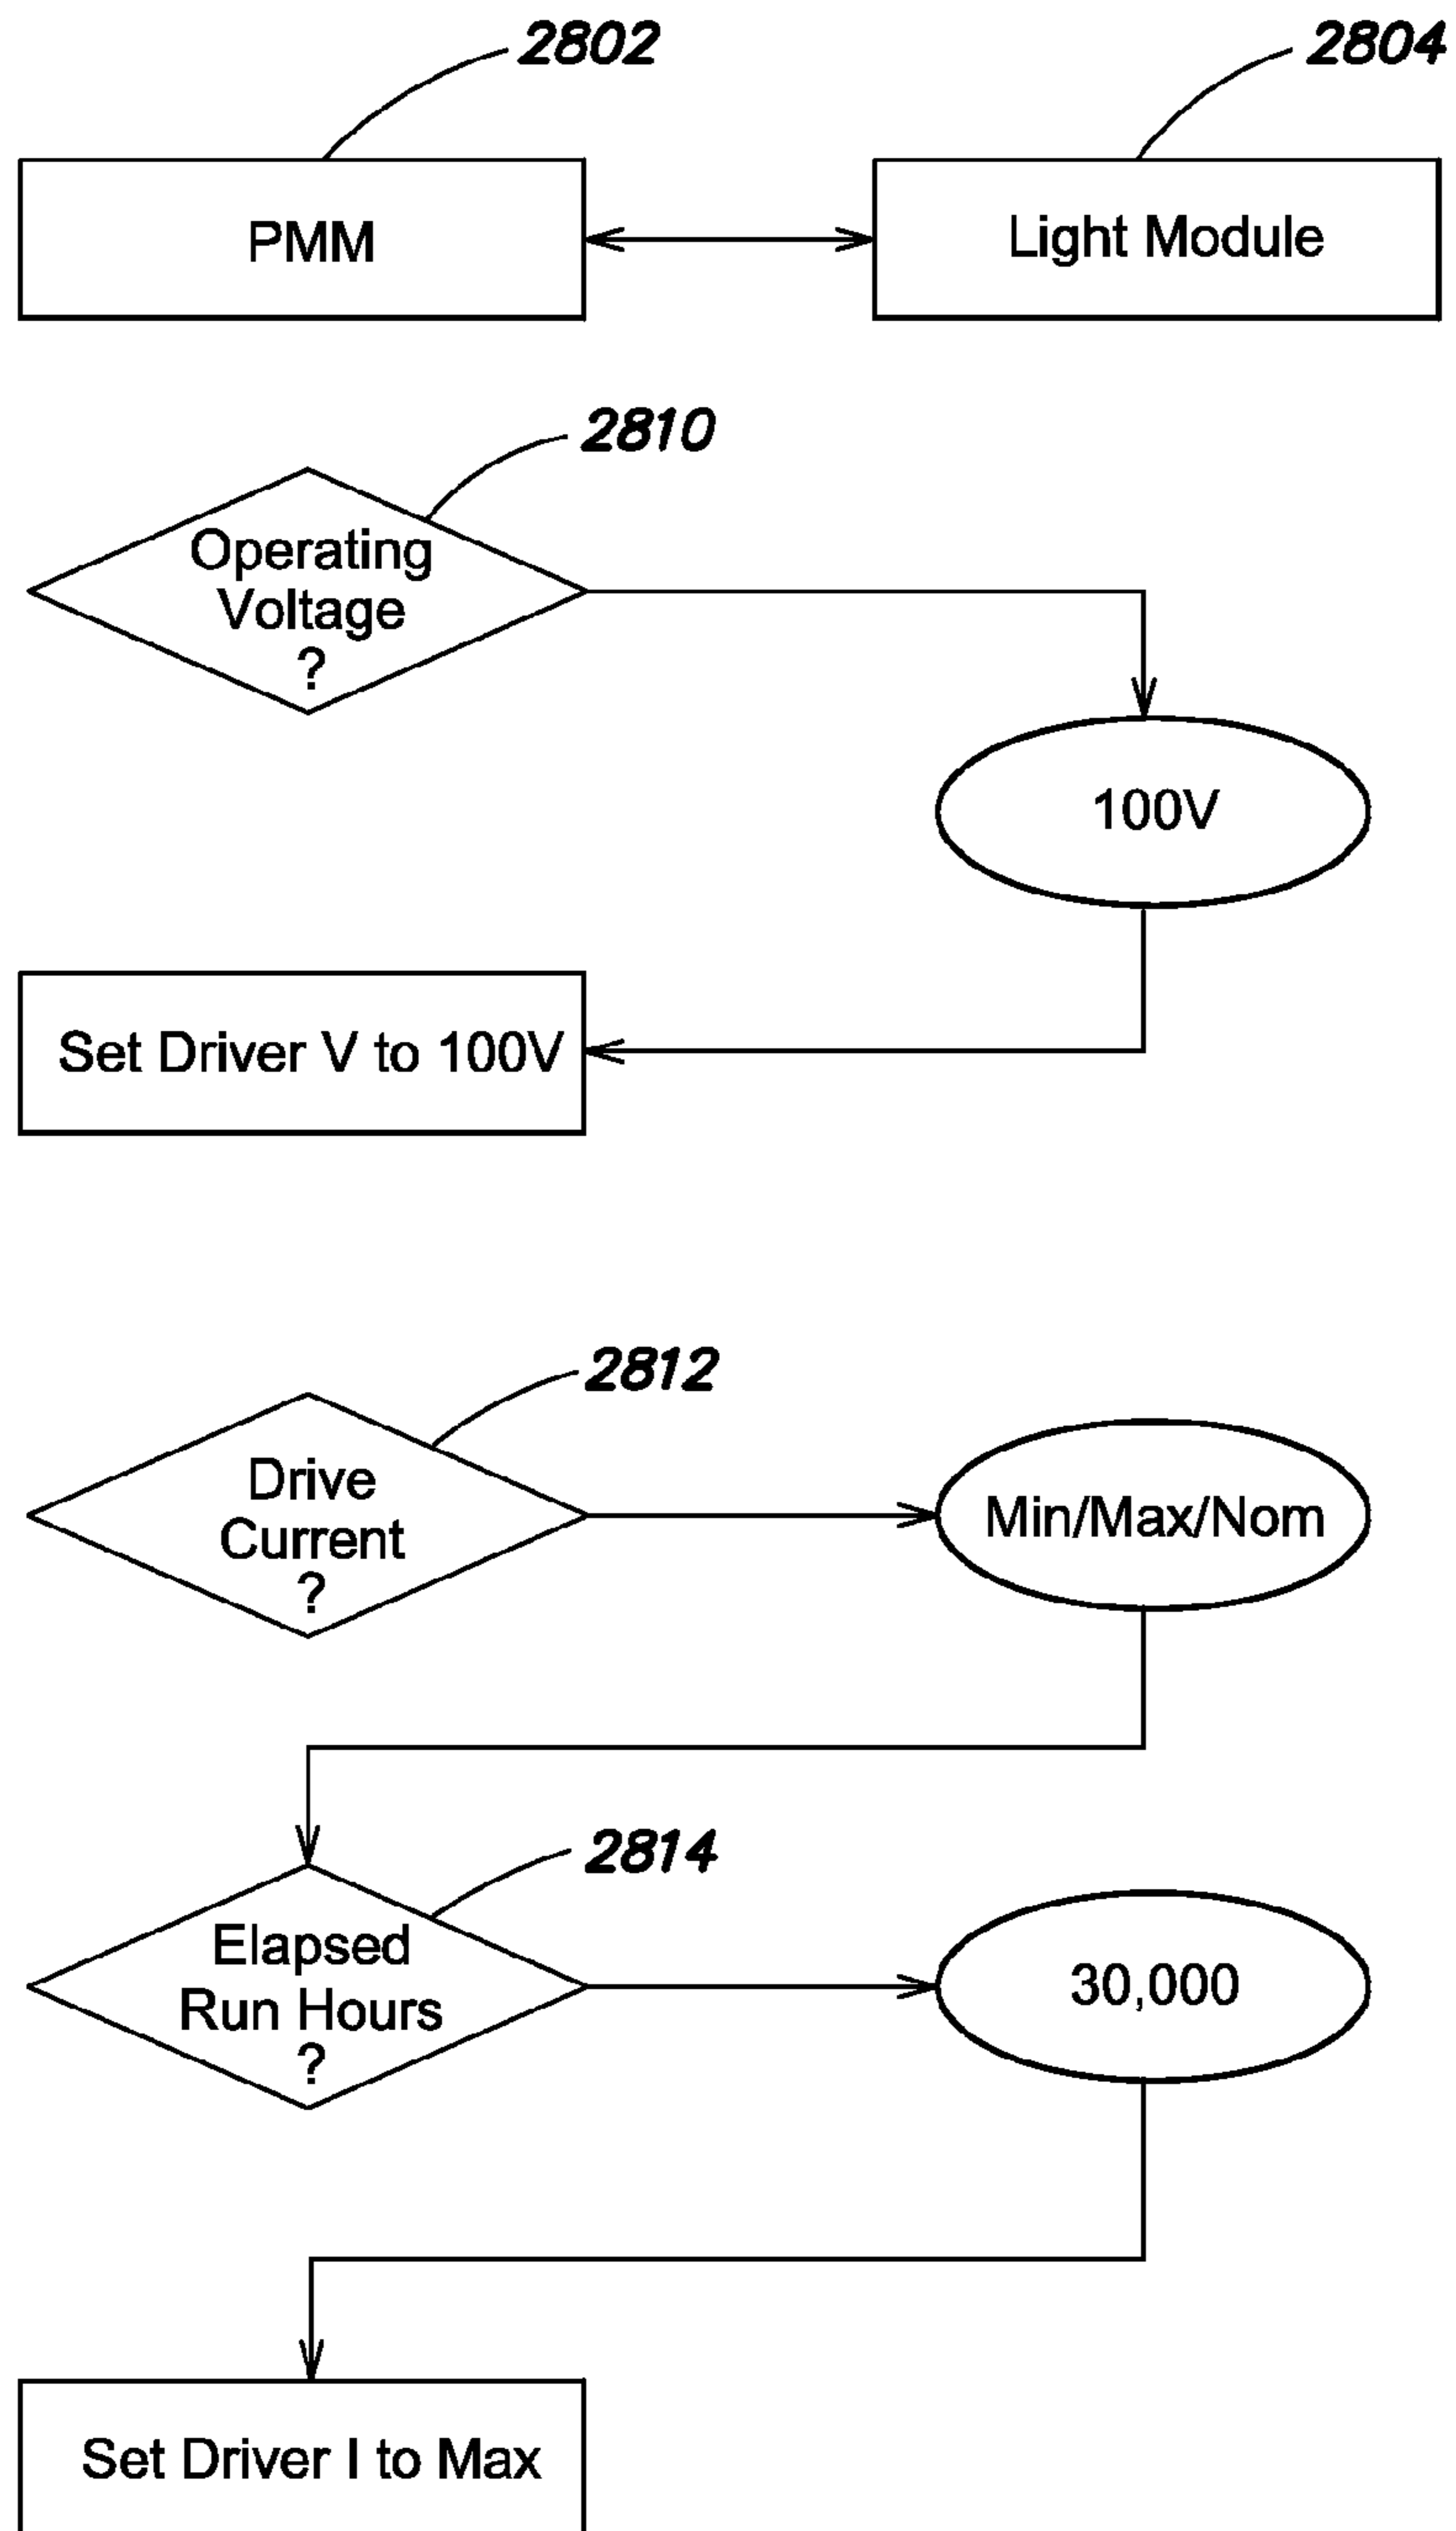 2802
2804
PMM
Light Module
2810
Operating
Voltage
?
100V
Set Driver V to 100V
2812
Drive
Current
?
Min/Max/Nom
2814
Elapsed
Run Hours
?
30,000
Set Driver I to Max